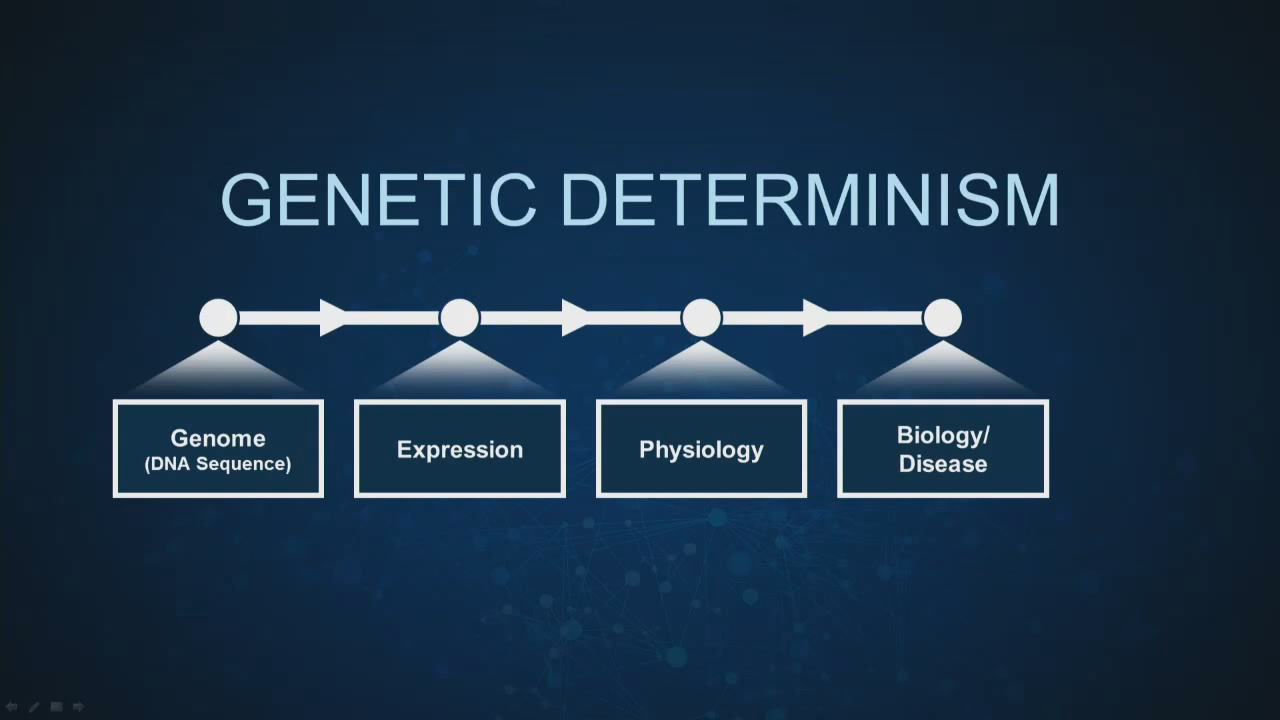 GENETIC DETERMINISM
Genome
(DNA Sequence)
Expression
Physiology
Biology/
Disease